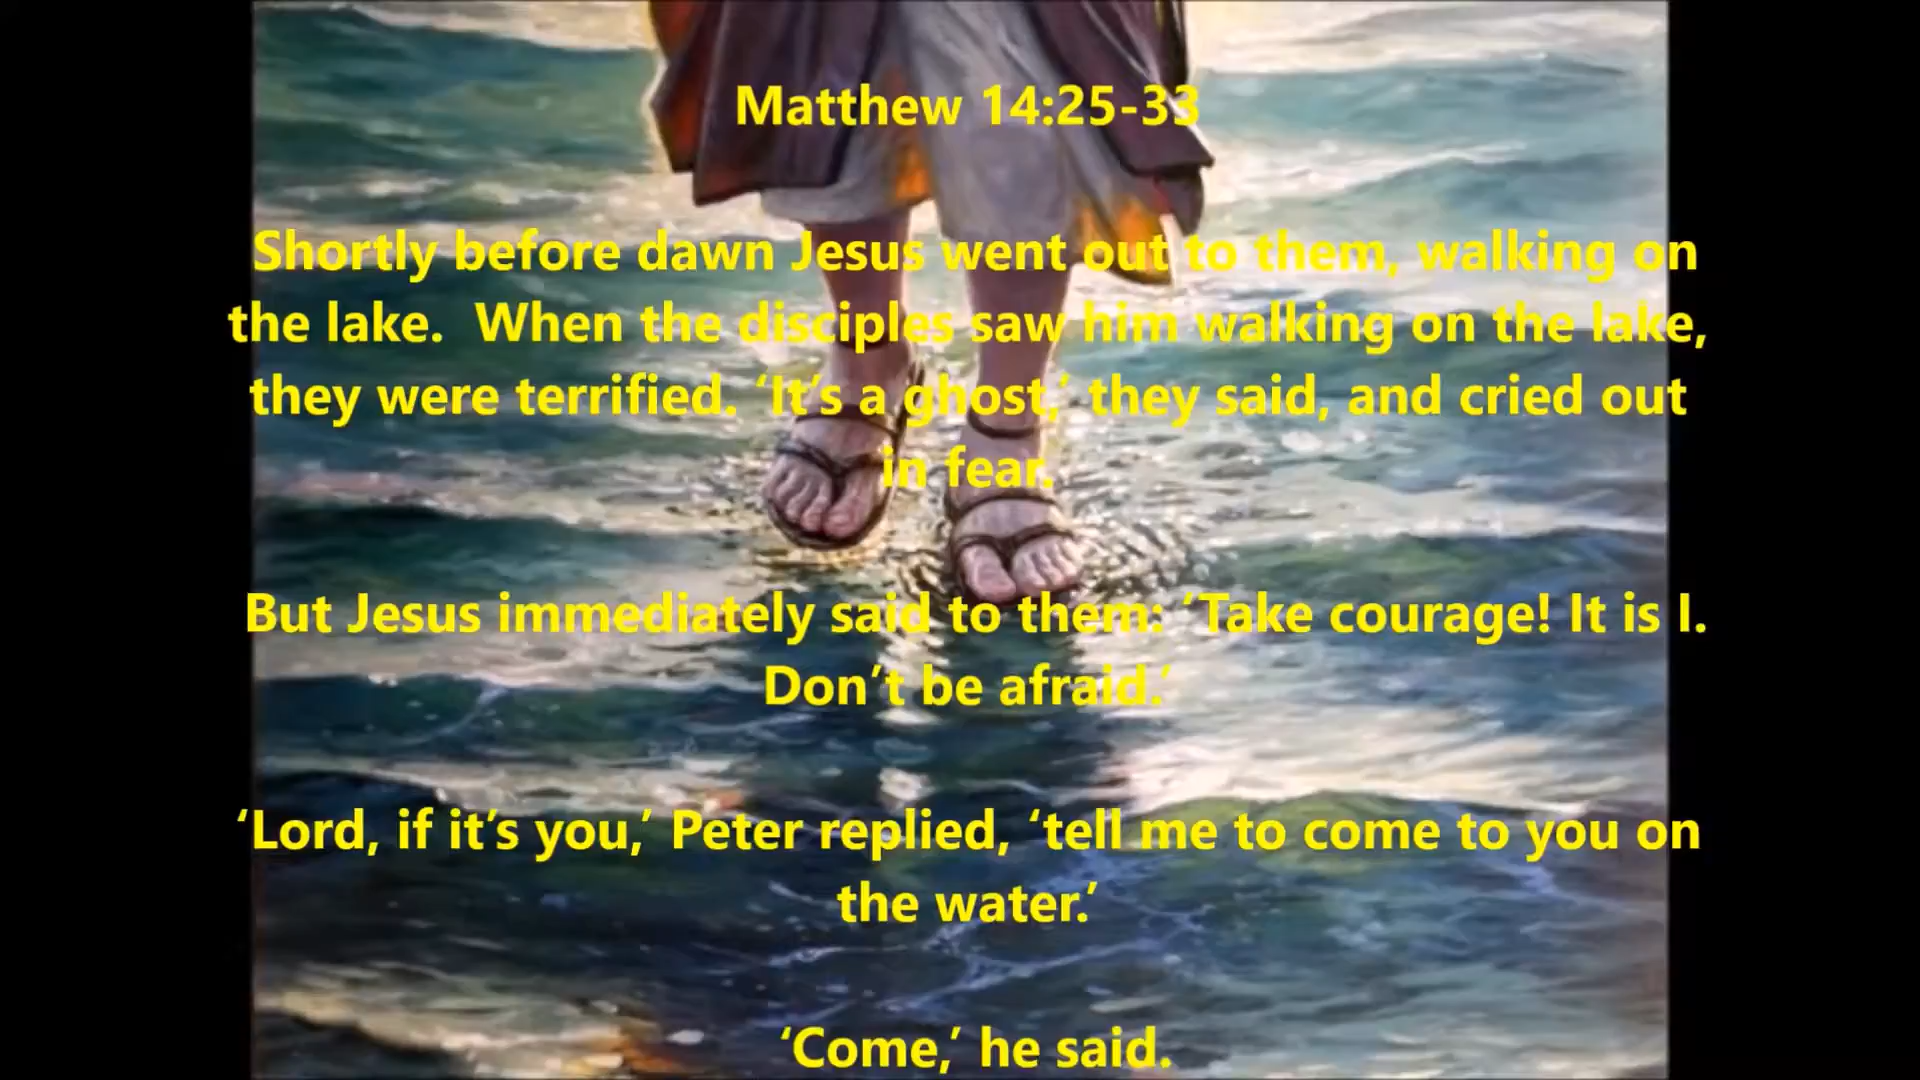 Matthew 14:25-33
Shortly before dawn Jesus went out to them, walking on
the lake.  When the disciples saw him walking on the lake,
they were terrified. ‘It’s a ghost,’ they said, and cried out
in fear.
But Jesus immediately said to them: ‘Take courage! It is I.
Don’t be afraid.’
‘Lord, if it’s you,’ Peter replied, ‘tell me to come to you on
the water.’
‘Come,’ he said.